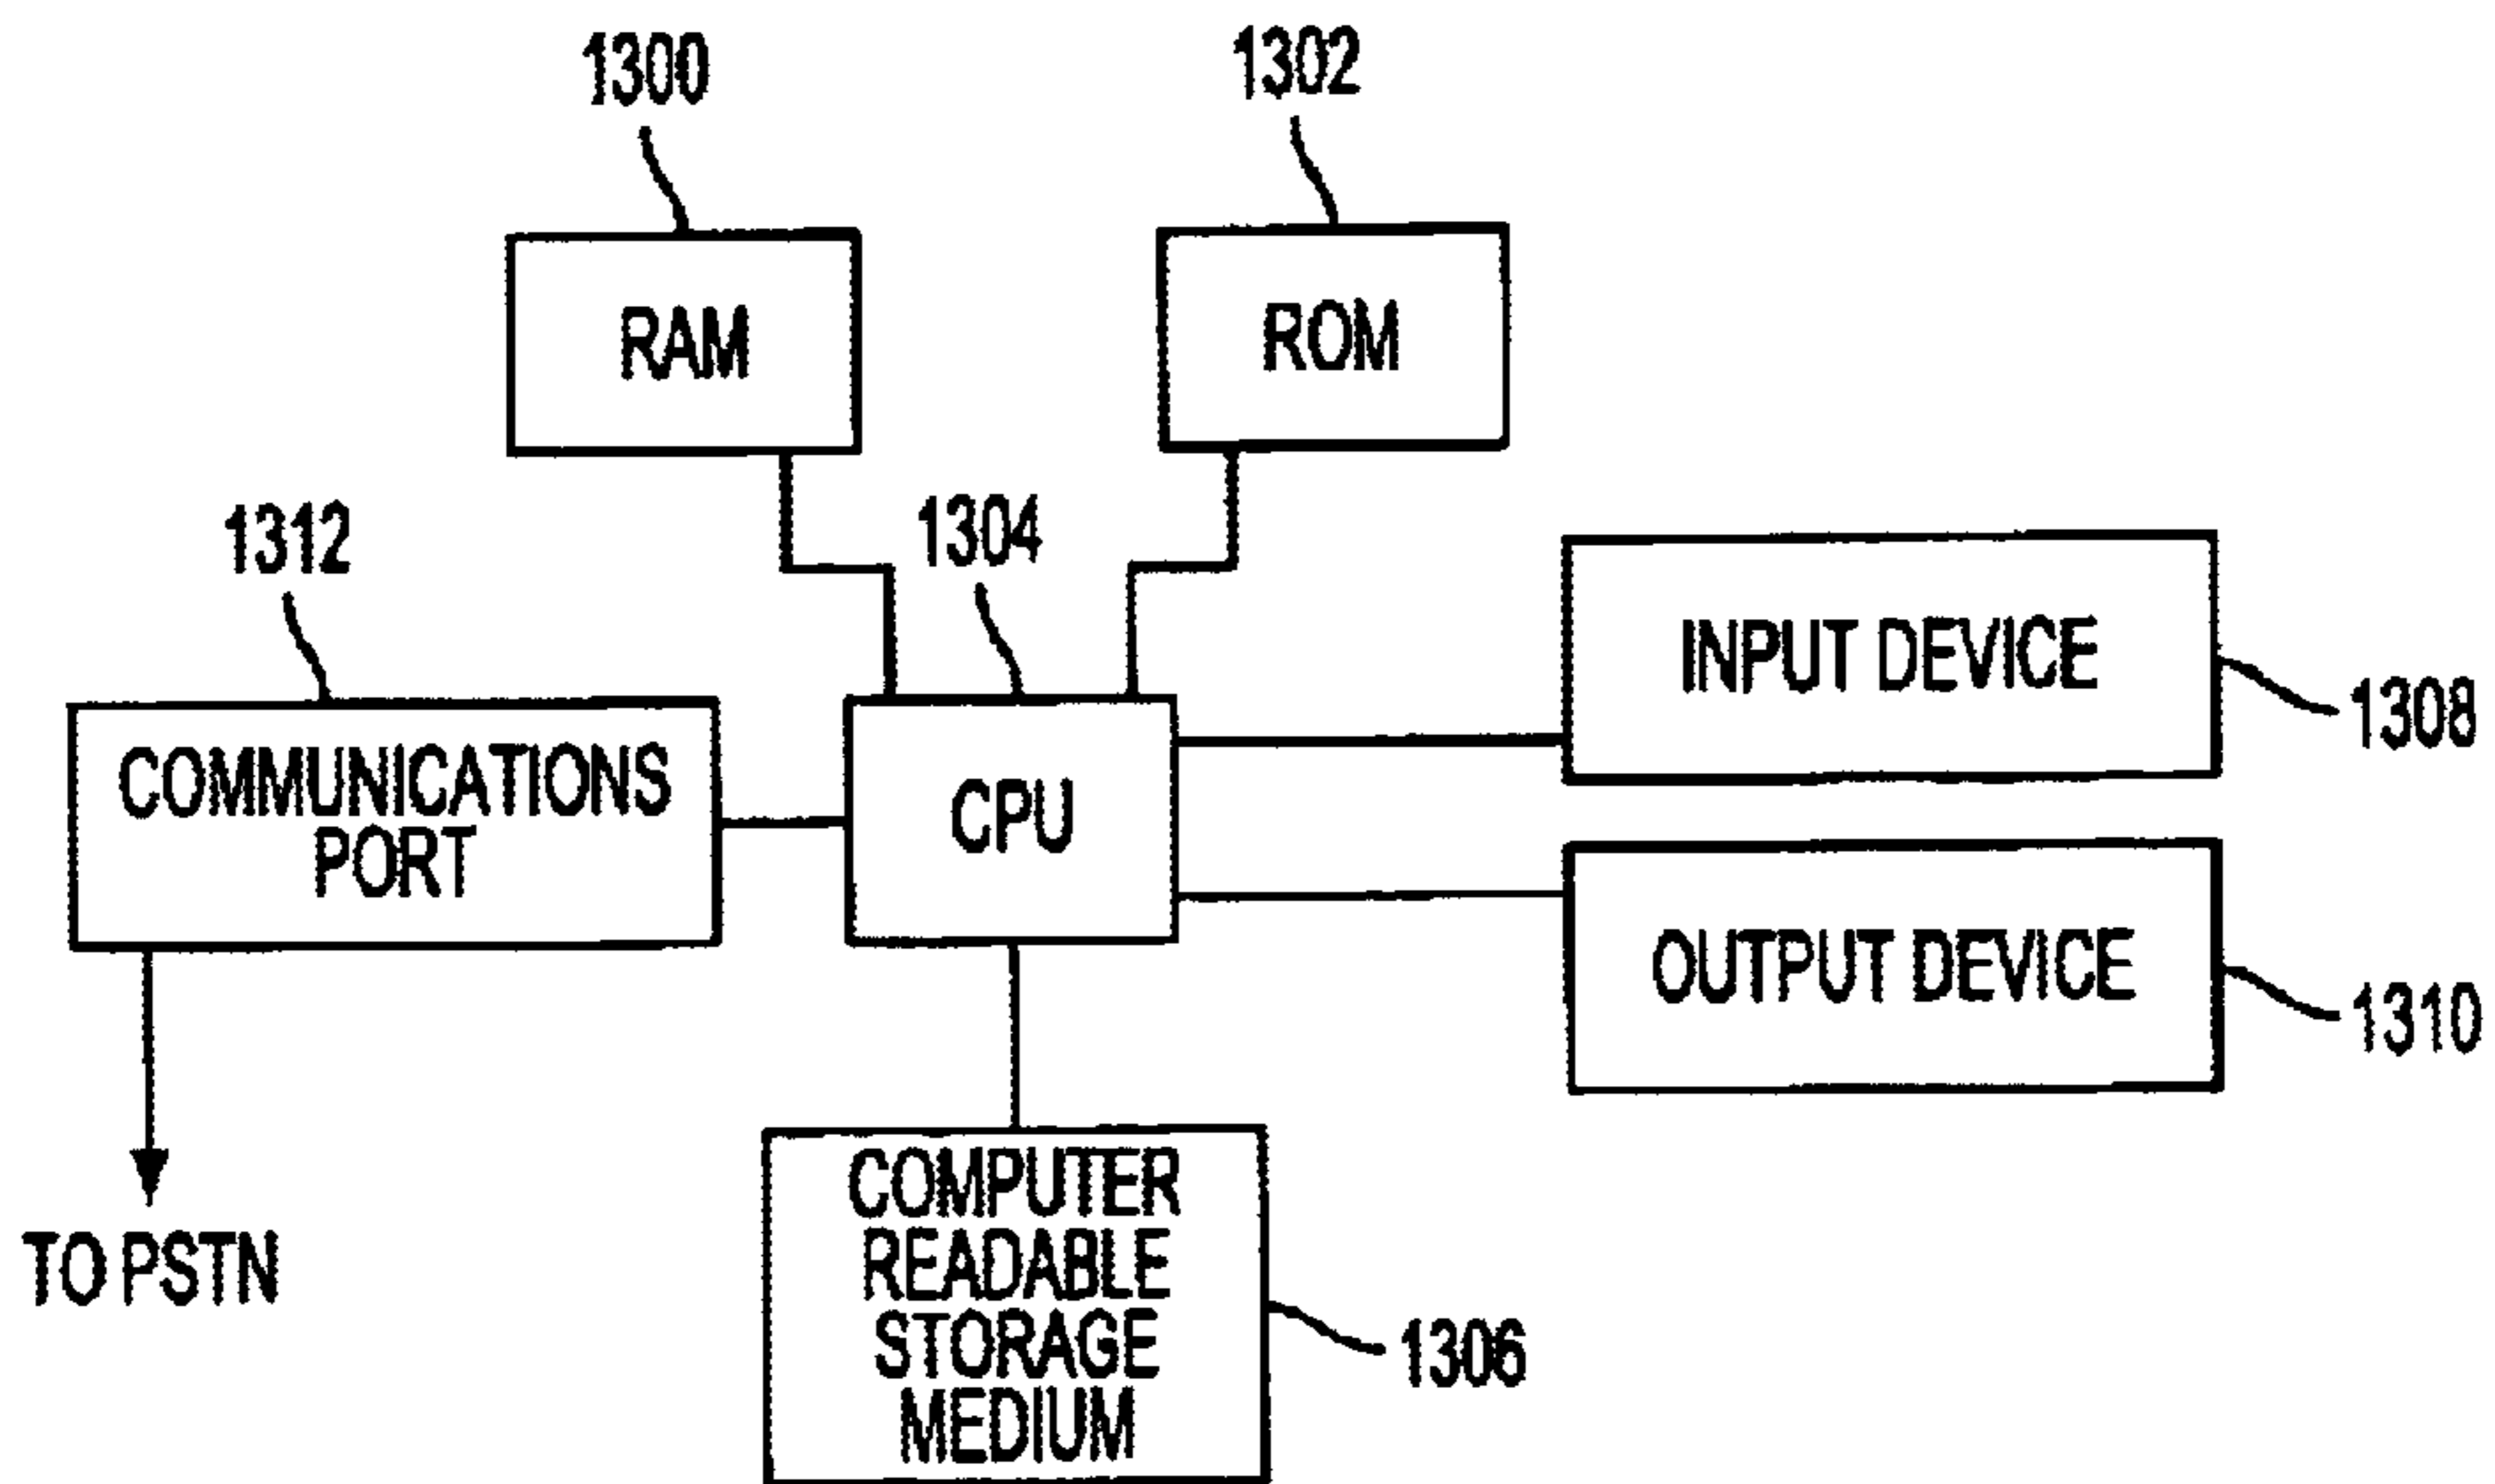 1300
1302
RAM
ROM
1312
1304
INPUT DEVICE
1308
COMMUNICATIONS
PORT
CPU
OUTPUT DEVICE
1310
TO PSTN
COMPUTER
READABLE
STORAGE
MEDIUM
1306